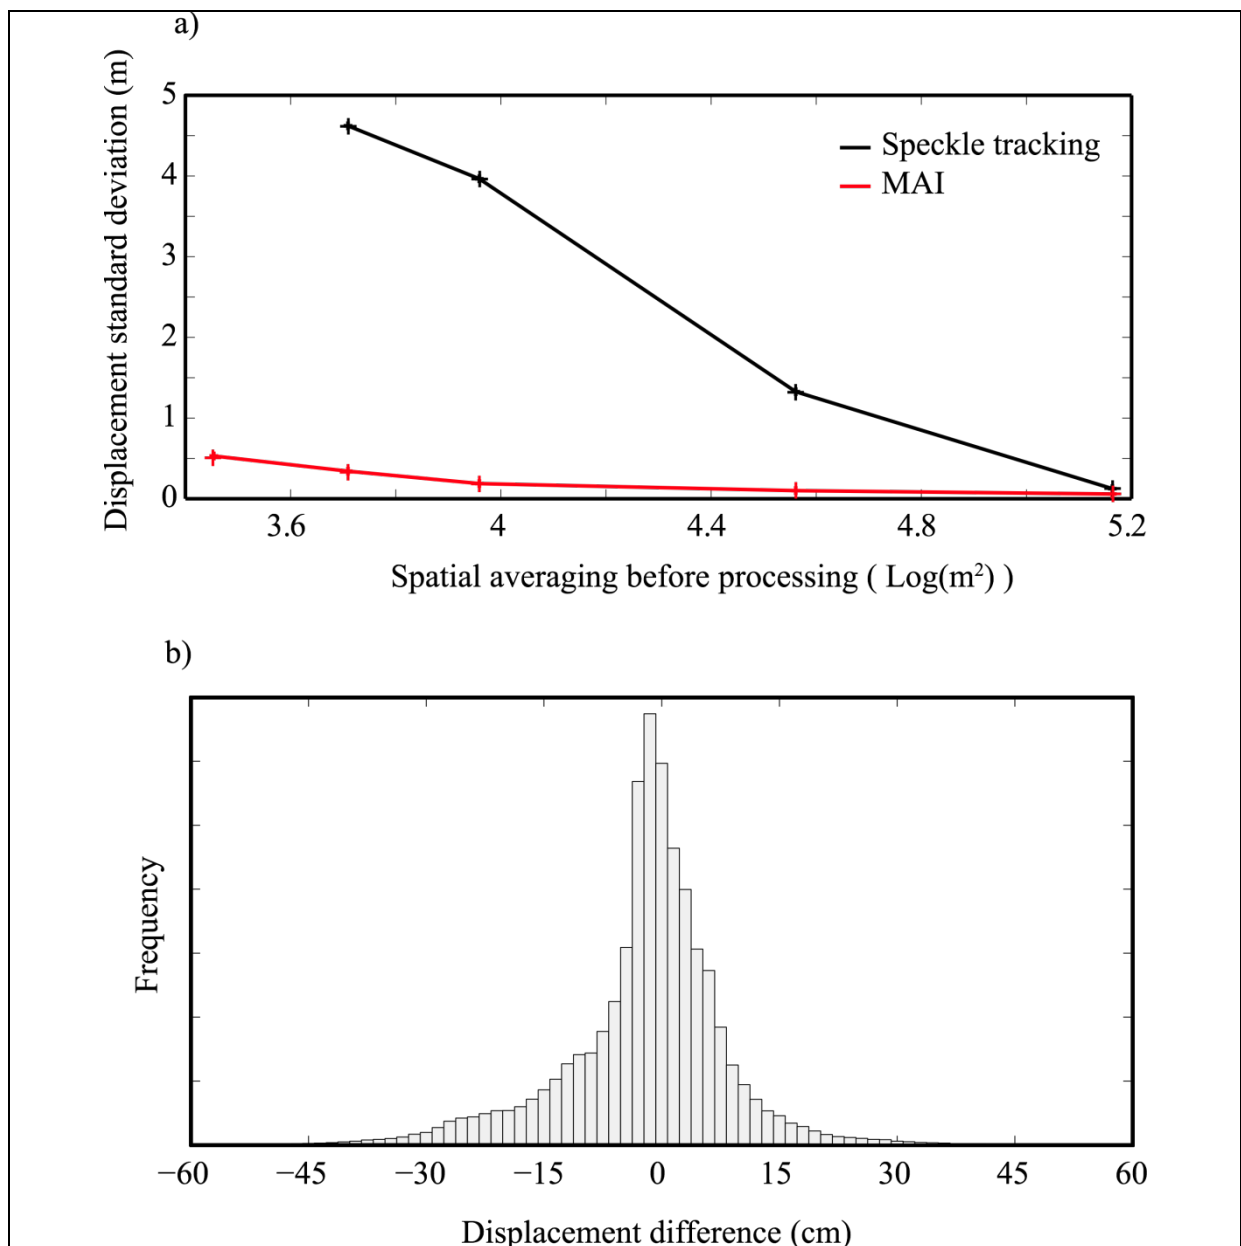 a)
Displacement standard deviation (m)
5
4
3
2
1
0
Speckle tracking
MAI
3.6 4 4.4 4.8 5.2
Spatial averaging before processing ( Log(m²) )
b)
Frequency
−60 −45 −30 −15 0 15 30 45 60
Displacement difference (cm)